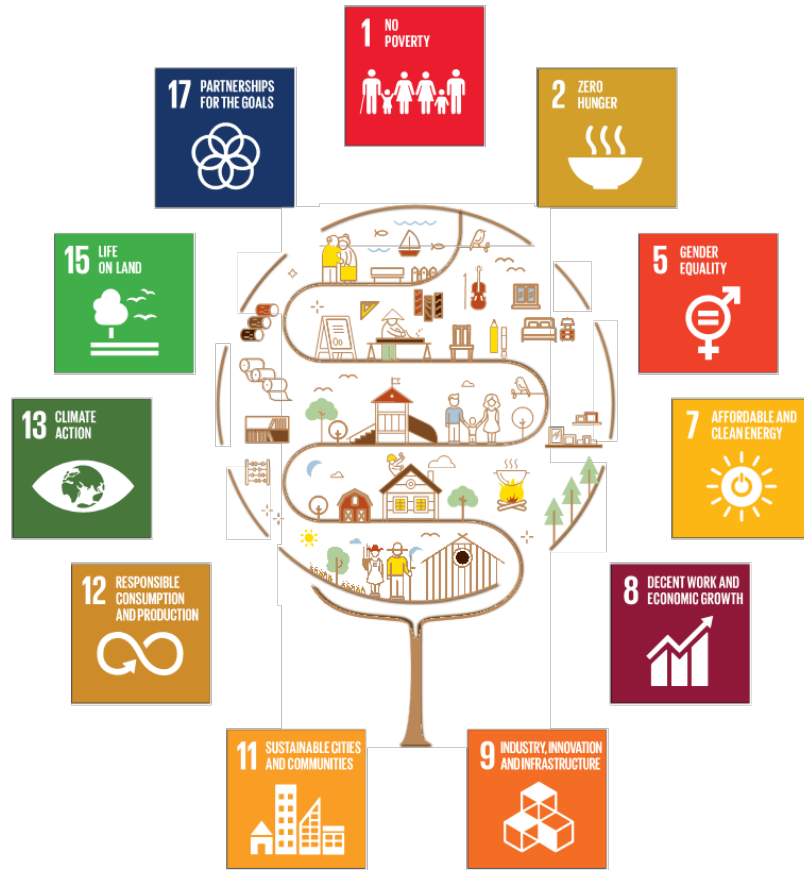 1 NO
POVERTY
17 PARTNERSHIPS
FOR THE GOALS
2 ZERO
HUNGER
15 LIFE
ON LAND
5 GENDER
EQUALITY
13 CLIMATE
ACTION
7 AFFORDABLE AND
CLEAN ENERGY
12 RESPONSIBLE
CONSUMPTION
AND PRODUCTION
8 DECENT WORK AND
ECONOMIC GROWTH
11 SUSTAINABLE CITIES
AND COMMUNITIES
9 INDUSTRY, INNOVATION
AND INFRASTRUCTURE